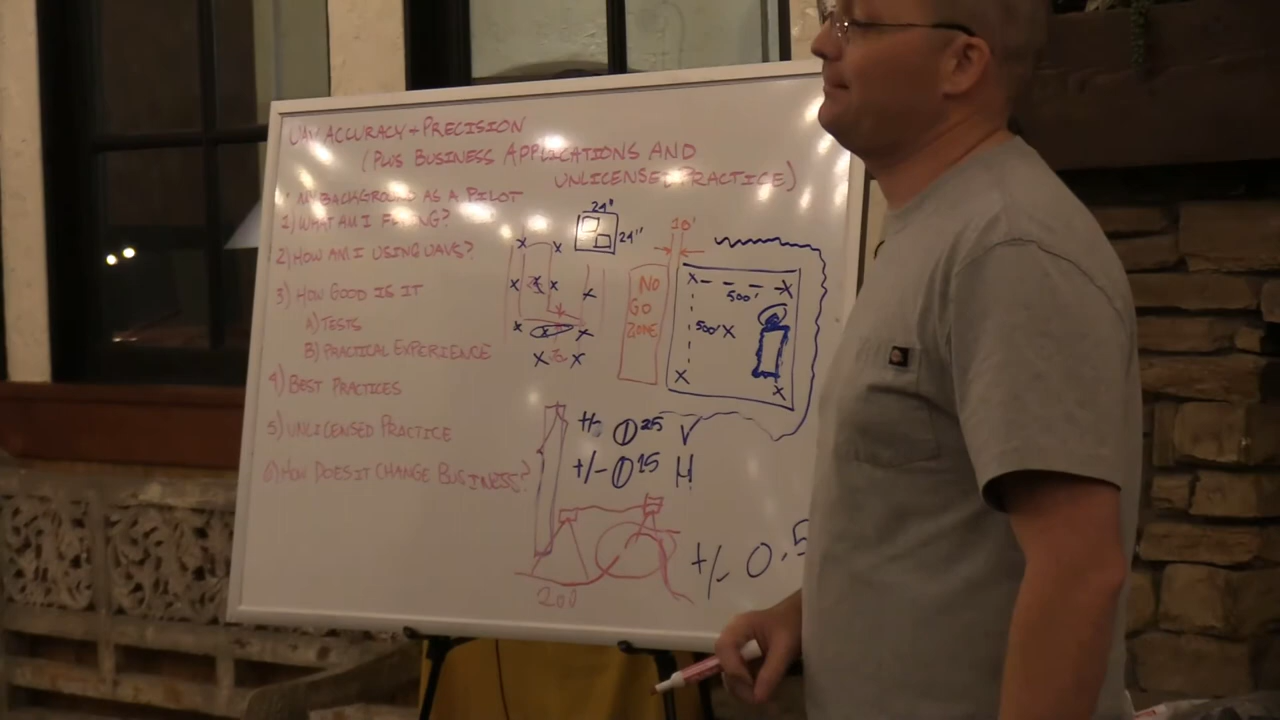 UAV ACCURACY + PRECISION
(PLUS BUSINESS APPLICATIONS AND
UNLICENSED PRACTICE)
• MY BACKGROUND AS A PILOT
1) WHAT AM I FLYING?
2) HOW AM I USING UAVS?
3) HOW GOOD IS IT
A) TESTS
B) PRACTICAL EXPERIENCE
4) BEST PRACTICES
5) UNLICENSED PRACTICE
6) HOW DOES IT CHANGE BUSINESS?
24"
24"
10'
NO
GO
ZONE
500'
500'
+/- 0.25 V
+/- 0.15 H
+/- 0.5
200